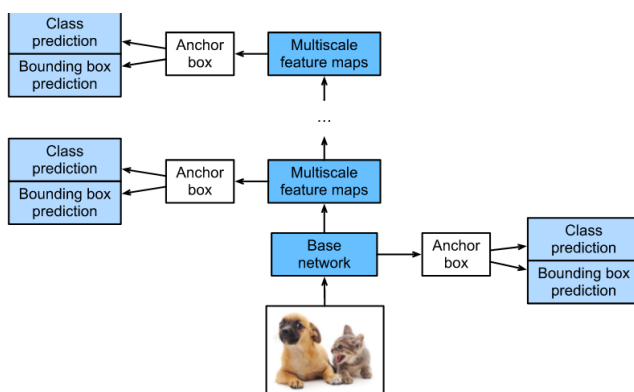 Class
prediction
Bounding box
prediction
Anchor
box
Multiscale
feature maps
...
Class
prediction
Bounding box
prediction
Anchor
box
Multiscale
feature maps
Base
network
Anchor
box
Class
prediction
Bounding box
prediction